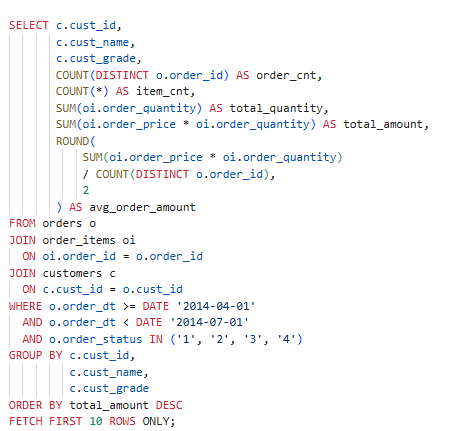 SELECT c.cust_id,
c.cust_name,
c.cust_grade,
COUNT(DISTINCT o.order_id) AS order_cnt,
COUNT(*) AS item_cnt,
SUM(oi.order_quantity) AS total_quantity,
SUM(oi.order_price * oi.order_quantity) AS total_amount,
ROUND(
SUM(oi.order_price * oi.order_quantity)
/ COUNT(DISTINCT o.order_id),
2
) AS avg_order_amount
FROM orders o
JOIN order_items oi
ON oi.order_id = o.order_id
JOIN customers c
ON c.cust_id = o.cust_id
WHERE o.order_dt >= DATE '2014-04-01'
AND o.order_dt < DATE '2014-07-01'
AND o.order_status IN ('1', '2', '3', '4')
GROUP BY c.cust_id,
c.cust_name,
c.cust_grade
ORDER BY total_amount DESC
FETCH FIRST 10 ROWS ONLY;